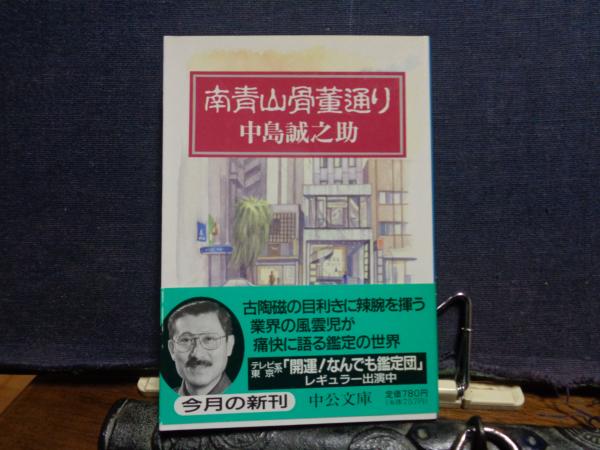 南青山骨董通り
中島誠之助
古陶磁の目利きに辣腕を揮う
業界の風雲児が
痛快に語る鑑定の世界
テレビ東京系「開運!なんでも鑑定団」
レギュラー出演中
今月の新刊
中公文庫
定価780円